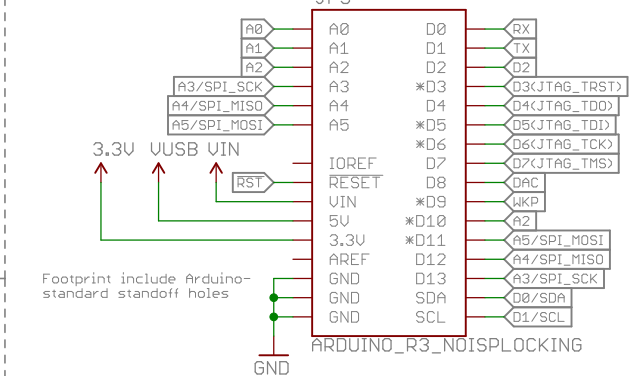 A0 A0 D0 RX
A1 A1 D1 TX
A2 A2 D2 D2
A3/SPI_SCK A3 *D3 D3(JTAG_TRST)
A4/SPI_MISO A4 D4 D4(JTAG_TDO)
A5/SPI_MOSI A5 *D5 D5(JTAG_TDI)
*D6 D6(JTAG_TCK)
3.3V VUSB VIN
IOREF D7 D7(JTAG_TMS)
RST RESET D8 DAC
VIN *D9 WKP
5V *D10 A2
3.3V *D11 A5/SPI_MOSI
AREF D12 A4/SPI_MISO
Footprint include Arduino-
standard standoff holes
GND D13 A3/SPI_SCK
GND SDA D0/SDA
GND SCL D1/SCL
ARDUINO_R3_NOISPLOCKING
GND